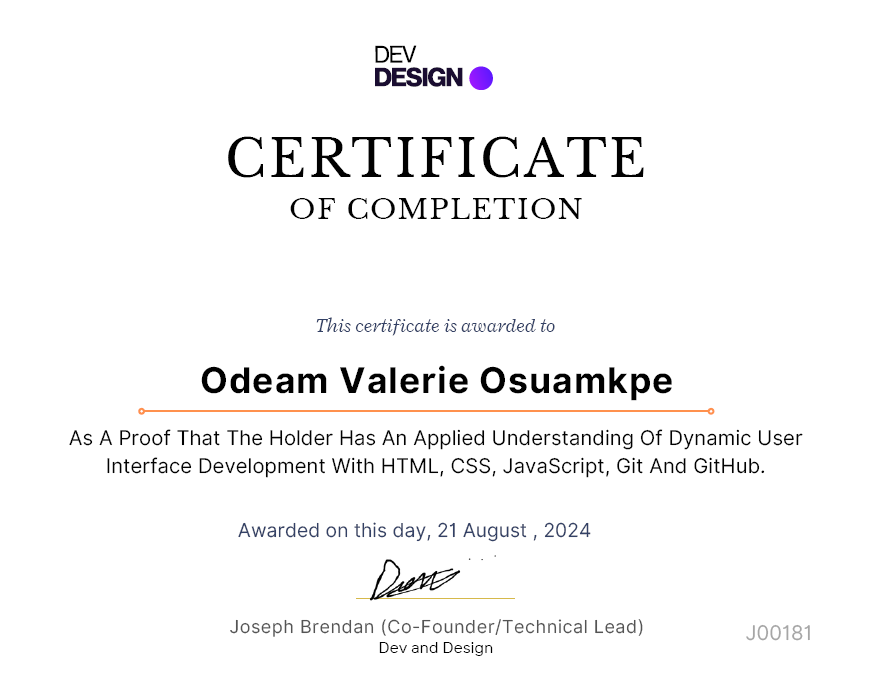 DEV
DESIGN
CERTIFICATE
OF COMPLETION
This certificate is awarded to
Odeam Valerie Osuamkpe
As A Proof That The Holder Has An Applied Understanding Of Dynamic User
Interface Development With HTML, CSS, JavaScript, Git And GitHub.
Awarded on this day, 21 August , 2024
Joseph Brendan (Co-Founder/Technical Lead)
Dev and Design
J00181